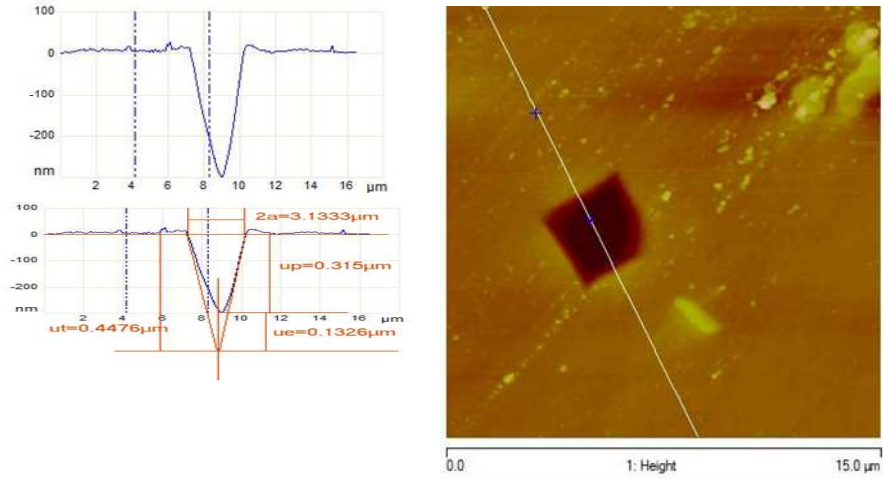 100
0
-100
-200
nm
2 4 6 8 10 12 14 16 µm
100
2a=3.1333µm
0
-100
up=0.315µm
-200
nm
2 4 6 8 10 12 14 16
ut=0.4476µm
ue=0.1326µm
0.0 1: Height 15.0 µm